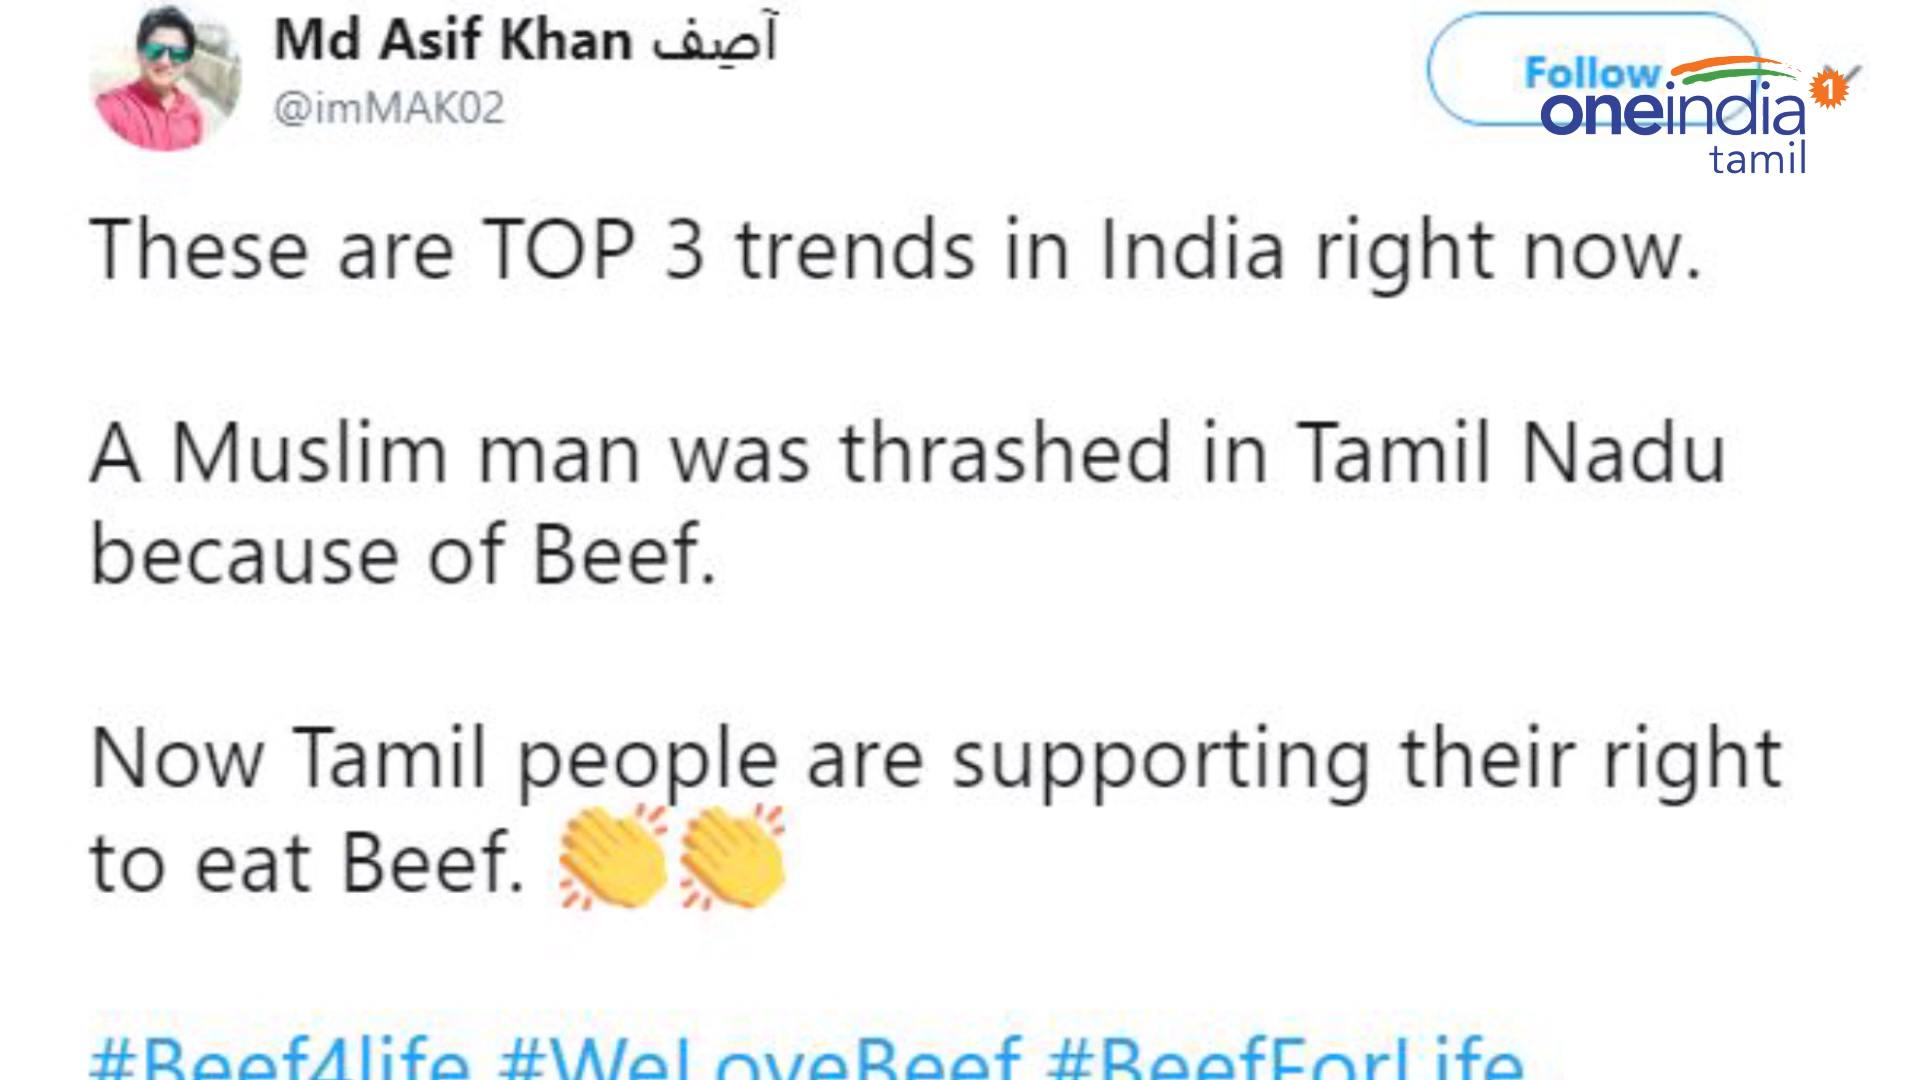 Md Asif Khan آصِف
@imMAK02
Follow
oneindia
1
tamil
These are TOP 3 trends in India right now.
A Muslim man was thrashed in Tamil Nadu
because of Beef.
Now Tamil people are supporting their right
to eat Beef. 👏👏
#Beef4life #WeLoveBeef #BeefForLife